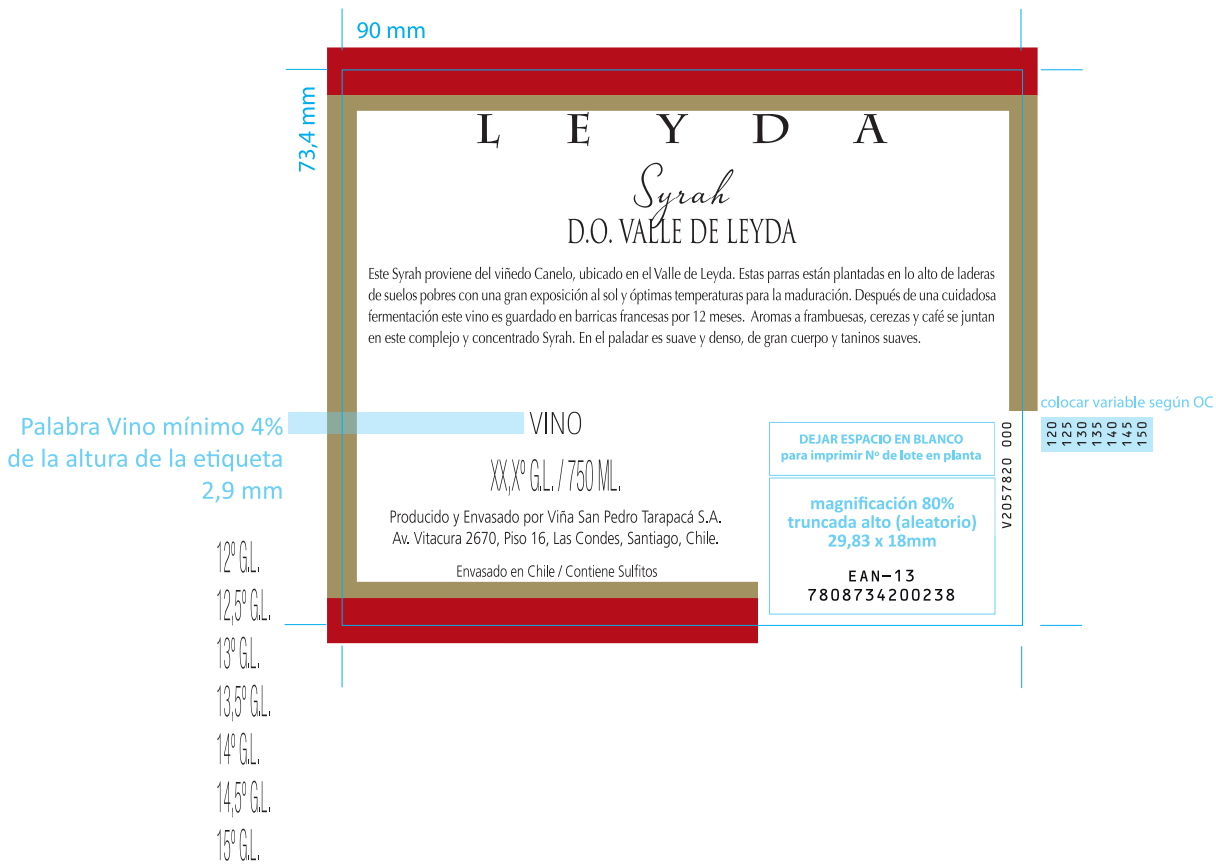 90 mm
73,4 mm
L E Y D A
Syrah
D.O. VALLE DE LEYDA
Este Syrah proviene del viñedo Canelo, ubicado en el Valle de Leyda. Estas parras están plantadas en lo alto de laderas
de suelos pobres con una gran exposición al sol y óptimas temperaturas para la maduración. Después de una cuidadosa
fermentación este vino es guardado en barricas francesas por 12 meses. Aromas a frambuesas, cerezas y café se juntan
en este complejo y concentrado Syrah. En el paladar es suave y denso, de gran cuerpo y taninos suaves.
Palabra Vino mínimo 4%
de la altura de la etiqueta
2,9 mm
VINO
XX,Xº G.L. / 750 ML.
Producido y Envasado por Viña San Pedro Tarapacá S.A.
Av. Vitacura 2670, Piso 16, Las Condes, Santiago, Chile.
Envasado en Chile / Contiene Sulfitos
DEJAR ESPACIO EN BLANCO
para imprimir Nº de lote en planta
magnificación 80%
truncada alto (aleatorio)
29,83 x 18mm
EAN-13
7808734200238
V2057820 000
colocar variable según OC
120
125
130
135
140
145
150
12º G.L.
12,5º G.L.
13º G.L.
13,5º G.L.
14º G.L.
14,5º G.L.
15º G.L.